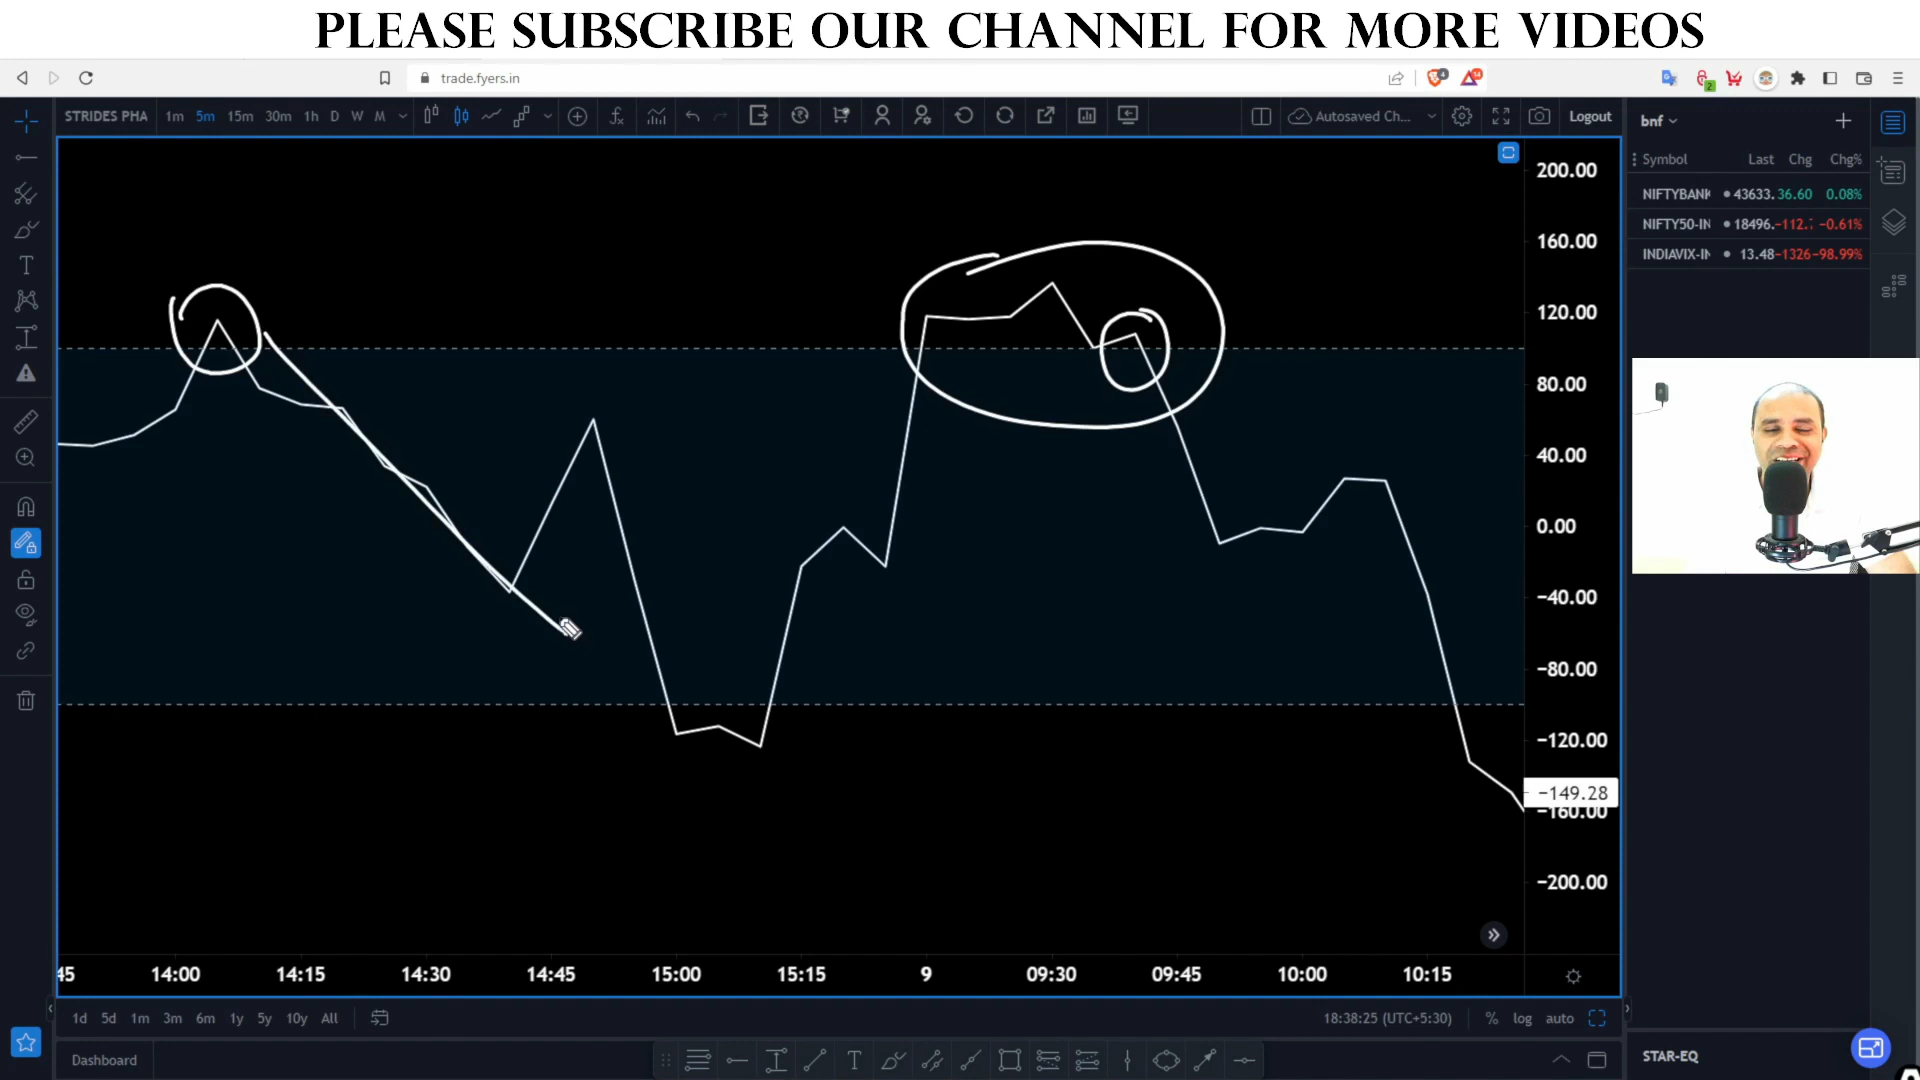 PLEASE SUBSCRIBE OUR CHANNEL FOR MORE VIDEOS
trade.fyers.in
STRIDES PHA 1m 5m 15m 30m 1h D W M Autosaved Ch... Logout
bnf
Symbol Last Chg Chg%
NIFTYBANK 43633. 36.60 0.08%
NIFTY50-IN 18496. −112. −0.61%
INDIAVIX-IN 13.48 −1326 −98.99%
200.00
160.00
120.00
80.00
40.00
0.00
−40.00
−80.00
−120.00
−149.28
−160.00
−200.00
45 14:00 14:15 14:30 14:45 15:00 15:15 9 09:30 09:45 10:00 10:15
1d 5d 1m 3m 6m 1y 5y 10y All 18:38:25 (UTC+5:30) % log auto
Dashboard
STAR-EQ